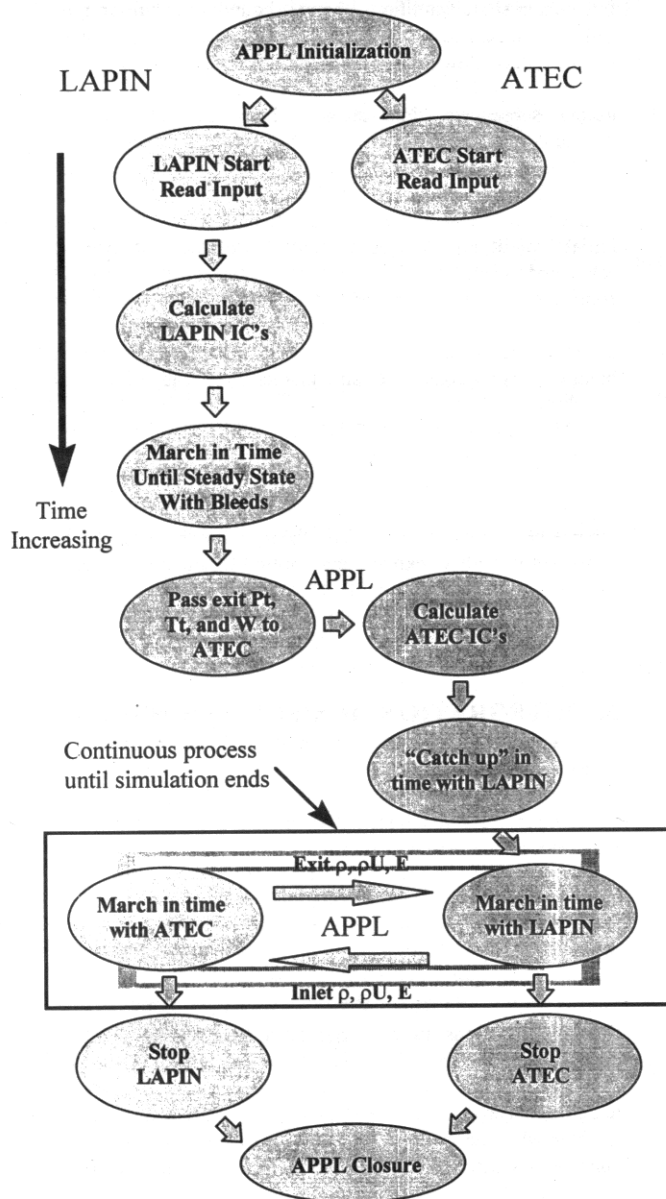 APPL Initialization
LAPIN
ATEC
LAPIN Start
Read Input
ATEC Start
Read Input
Calculate
LAPIN IC's
March in Time
Until Steady State
With Bleeds
Time
Increasing
Pass exit Pt,
Tt, and W to
ATEC
APPL
Calculate
ATEC IC's
Continuous process
until simulation ends
“Catch up” in
time with LAPIN
Exit ρ, ρU, E
March in time
with ATEC
APPL
March in time
with LAPIN
Inlet ρ, ρU, E
Stop
LAPIN
Stop
ATEC
APPL Closure